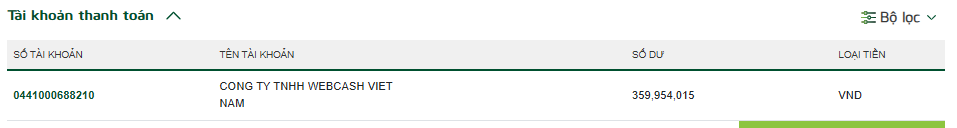 Tài khoản thanh toán
Bộ lọc
SỐ TÀI KHOẢN TÊN TÀI KHOẢN SỐ DƯ LOẠI TIỀN
0441000688210 CONG TY TNHH WEBCASH VIET NAM 359,954,015 VND